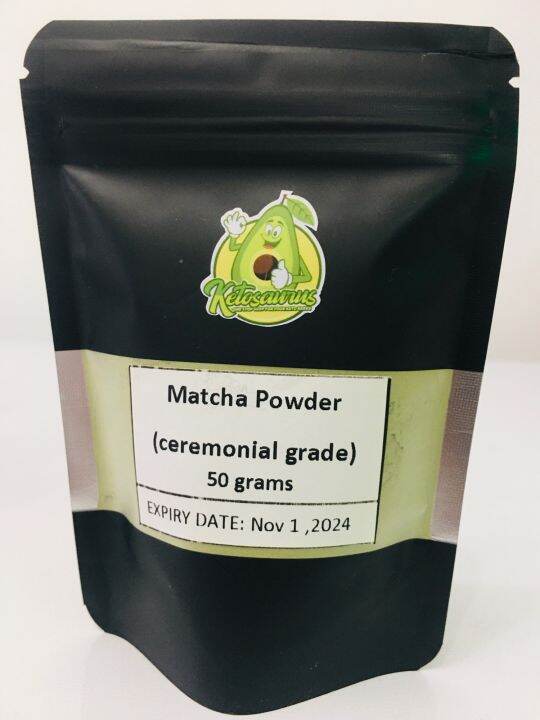 Ketosaurus
Matcha Powder
(ceremonial grade)
50 grams
EXPIRY DATE: Nov 1 ,2024